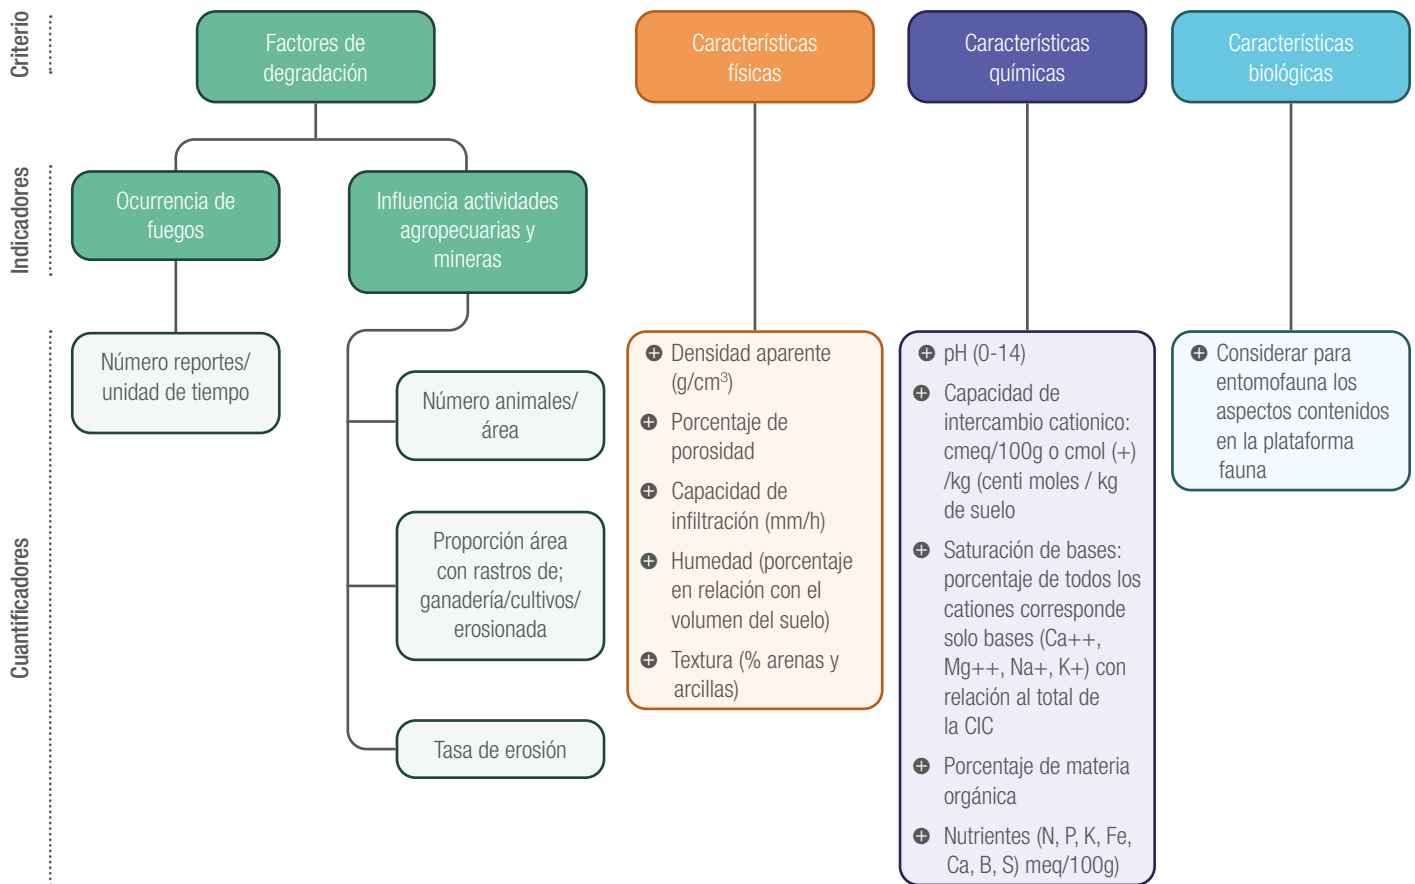 Criterio
Factores de
degradación
Características
físicas
Características
químicas
Características
biológicas
Indicadores
Ocurrencia de
fuegos
Influencia actividades
agropecuarias y
mineras
Cuantificadores
Número reportes/
unidad de tiempo
Número animales/
área
Proporción área
con rastros de;
ganadería/cultivos/
erosionada
Tasa de erosión
Densidad aparente
(g/cm³)
Porcentaje de
porosidad
Capacidad de
infiltración (mm/h)
Humedad (porcentaje
en relación con el
volumen del suelo)
Textura (% arenas y
arcillas)
pH (0-14)
Capacidad de
intercambio cationico:
cmeq/100g o cmol (+)
/kg (centi moles / kg
de suelo
Saturación de bases:
porcentaje de todos los
cationes corresponde
solo bases (Ca++,
Mg++, Na+, K+) con
relación al total de
la CIC
Porcentaje de materia
orgánica
Nutrientes (N, P, K, Fe,
Ca, B, S) meq/100g)
Considerar para
entomofauna los
aspectos contenidos
en la plataforma
fauna